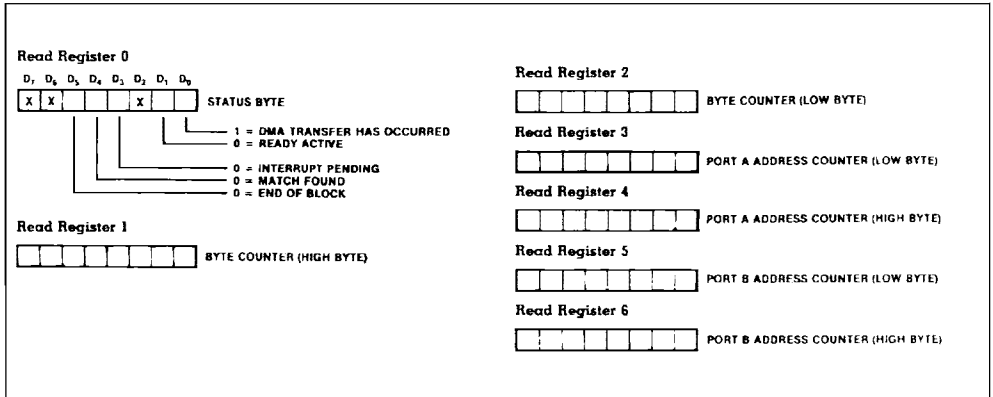 Read Register 0
D7 D6 D5 D4 D3 D2 D1 D0
X X X STATUS BYTE
1 = DMA TRANSFER HAS OCCURRED
0 = READY ACTIVE
0 = INTERRUPT PENDING
0 = MATCH FOUND
0 = END OF BLOCK
Read Register 1
BYTE COUNTER (HIGH BYTE)
Read Register 2
BYTE COUNTER (LOW BYTE)
Read Register 3
PORT A ADDRESS COUNTER (LOW BYTE)
Read Register 4
PORT A ADDRESS COUNTER (HIGH BYTE)
Read Register 5
PORT B ADDRESS COUNTER (LOW BYTE)
Read Register 6
PORT B ADDRESS COUNTER (HIGH BYTE)